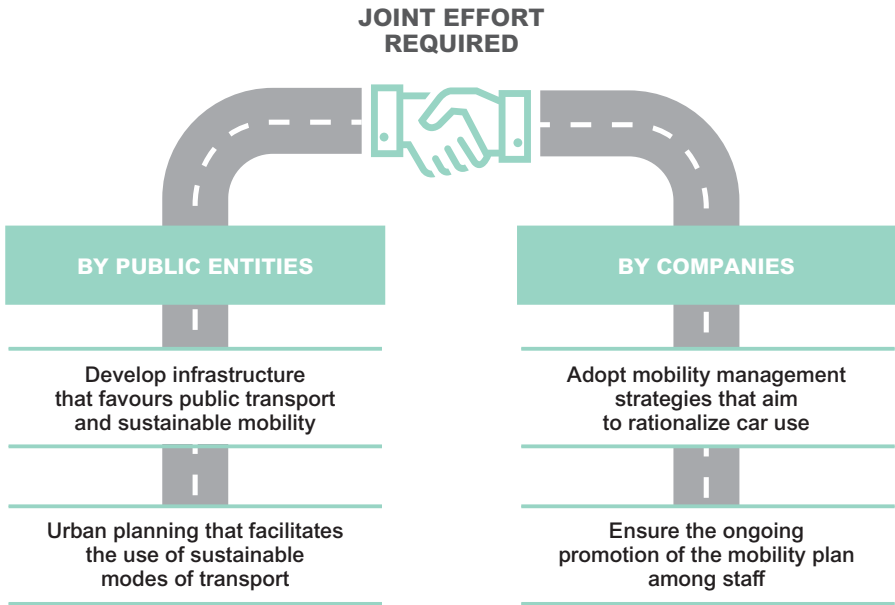 JOINT EFFORT
REQUIRED
BY PUBLIC ENTITIES
Develop infrastructure
that favours public transport
and sustainable mobility
Urban planning that facilitates
the use of sustainable
modes of transport
BY COMPANIES
Adopt mobility management
strategies that aim
to rationalize car use
Ensure the ongoing
promotion of the mobility plan
among staff